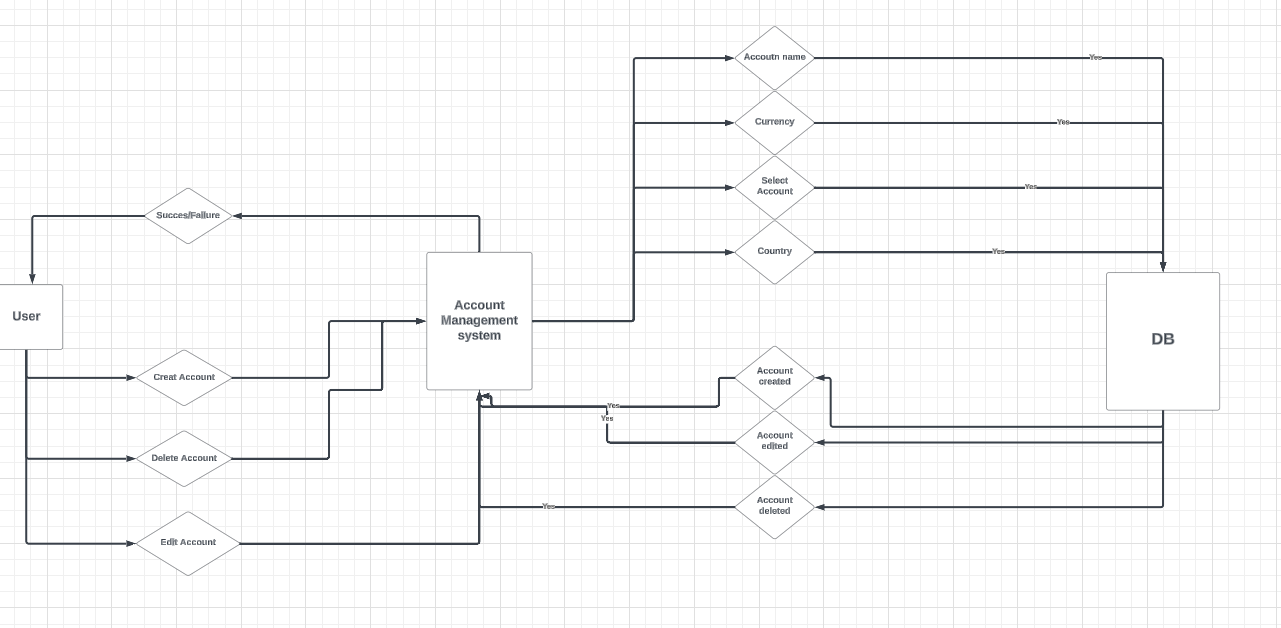 Accoutn name
Yes
Currency
Yes
Select
Account
Yes
Country
Yes
Succes/Failure
User
Account
Management
system
DB
Creat Account
Delete Account
Edit Account
Account
created
Yes
Yes
Account
edited
Account
deleted
Yes